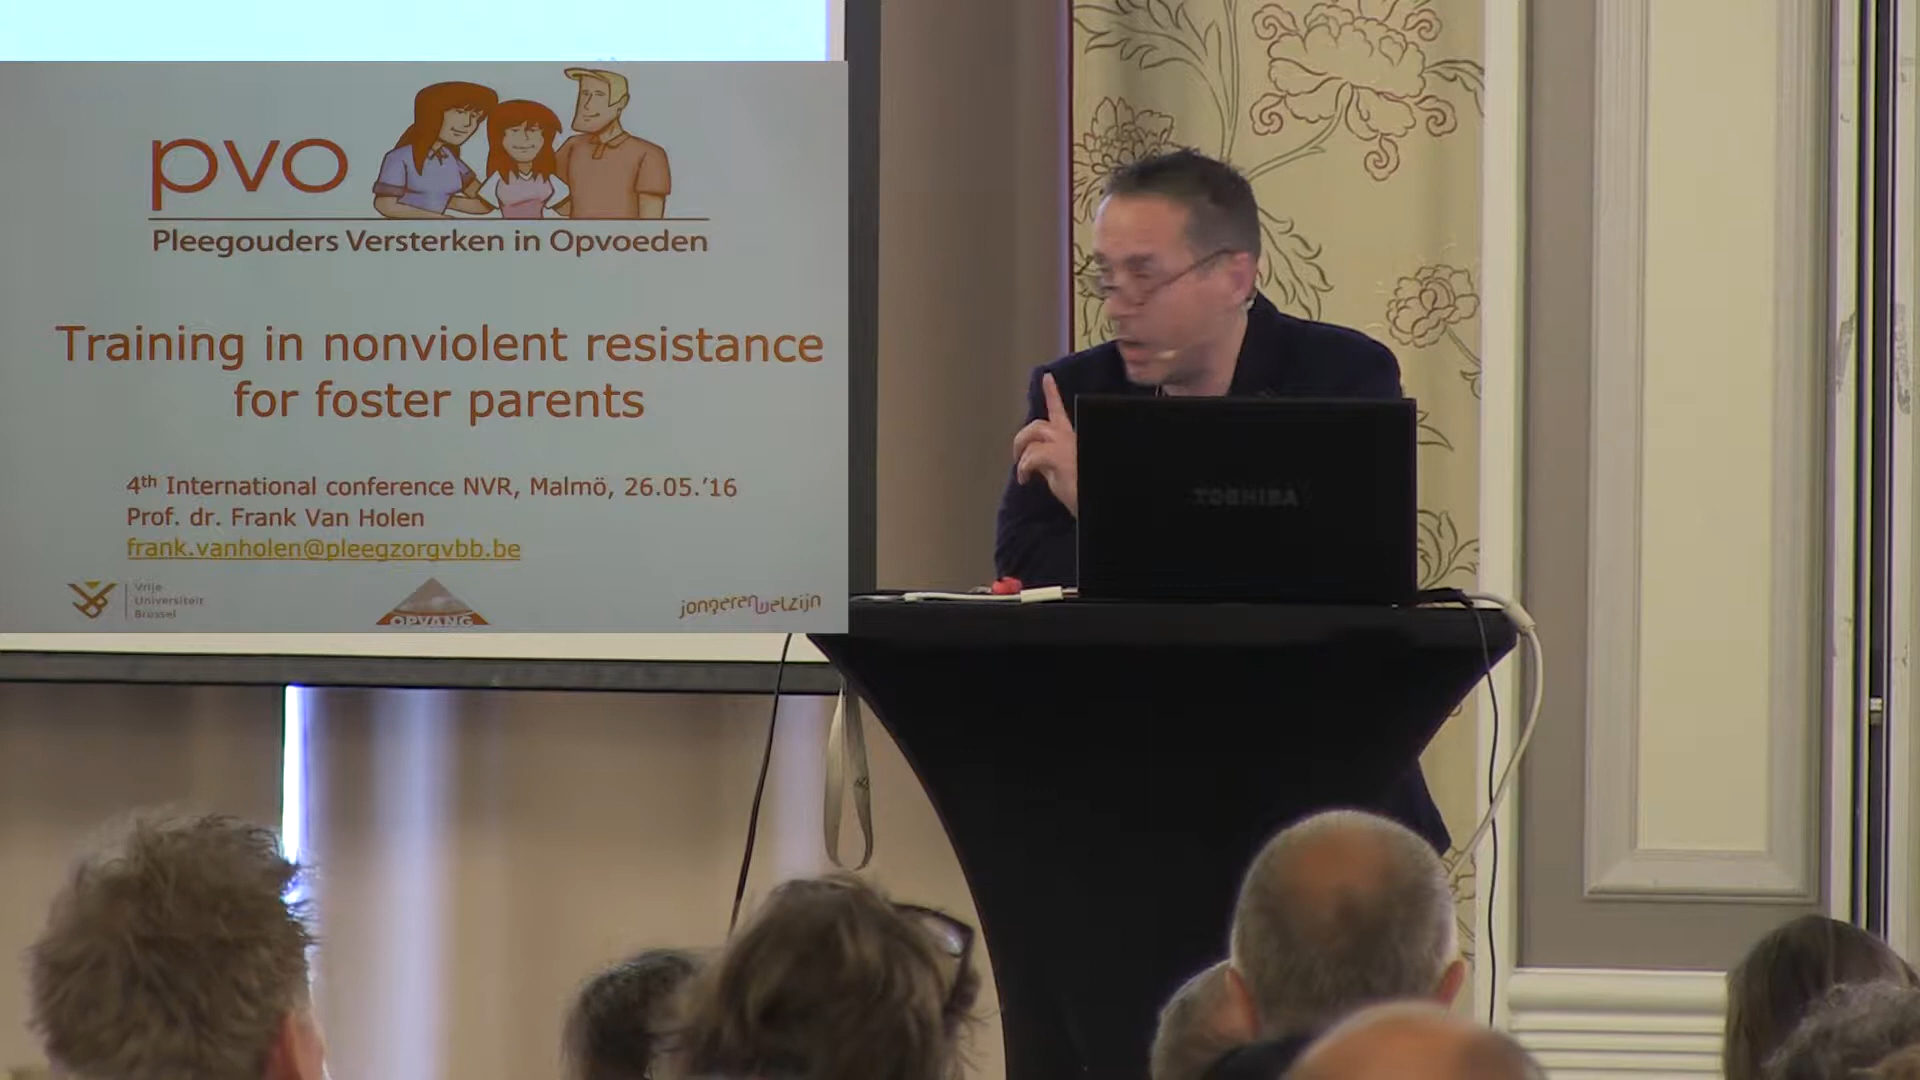 pvo
Pleegouders Versterken in Opvoeden
Training in nonviolent resistance
for foster parents
4th International conference NVR, Malmö, 26.05.'16
Prof. dr. Frank Van Holen
frank.vanholen@pleegzorgvbb.be
Vrije
Universiteit
Brussel
OPVANG
jongerenwelzijn
TOSHIBA